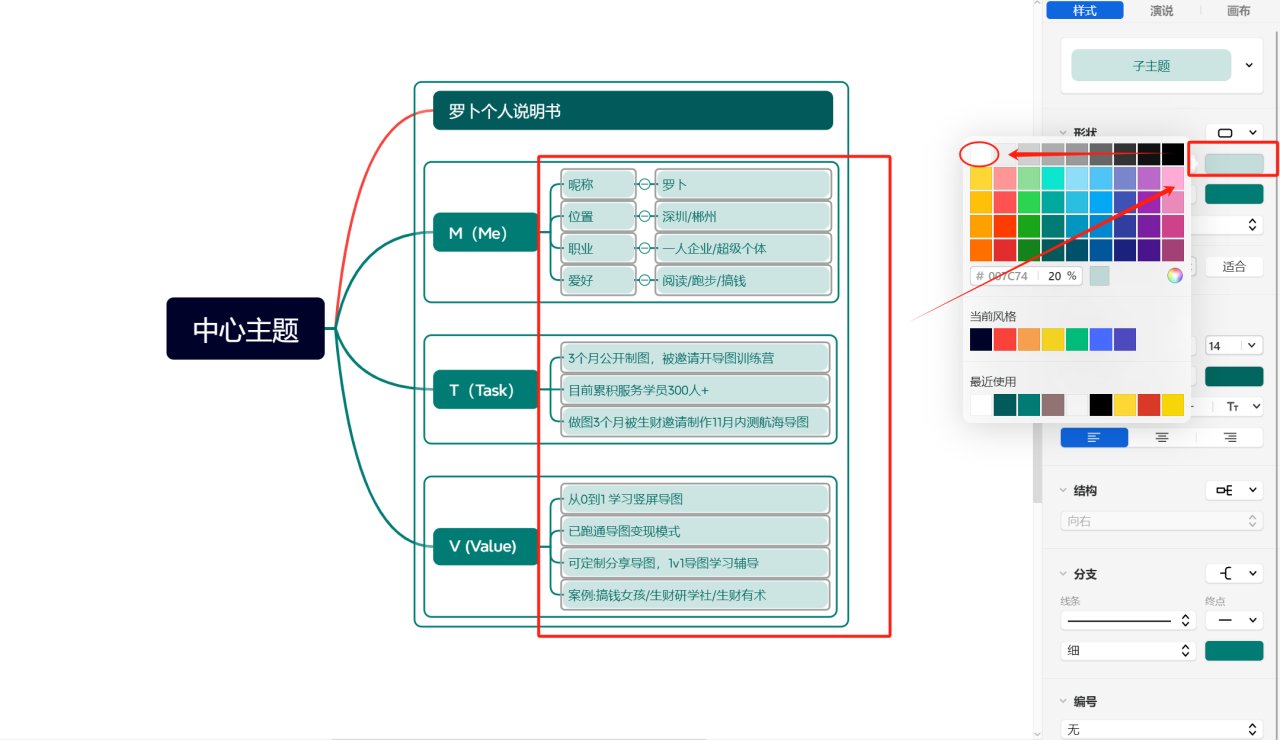 样式 演说 画布
子主题
形状
罗卜个人说明书
中心主题
M（Me）
昵称 罗卜
位置 深圳/郴州
职业 一人企业/超级个体
爱好 阅读/跑步/搞钱
T（Task）
3个月公开制图，被邀请开导图训练营
目前累积服务学员300人+
做图3个月被生财邀请制作11月内测航海导图
V (Value)
从0到1 学习竖屏导图
已跑通导图变现模式
可定制分享导图，1v1导图学习辅导
案例:搞钱女孩/生财研学社/生财有术
# 007C74 20 %
当前风格
最近使用
适合
14
Tт
结构
向右
分支
线条 终点
细
编号
无